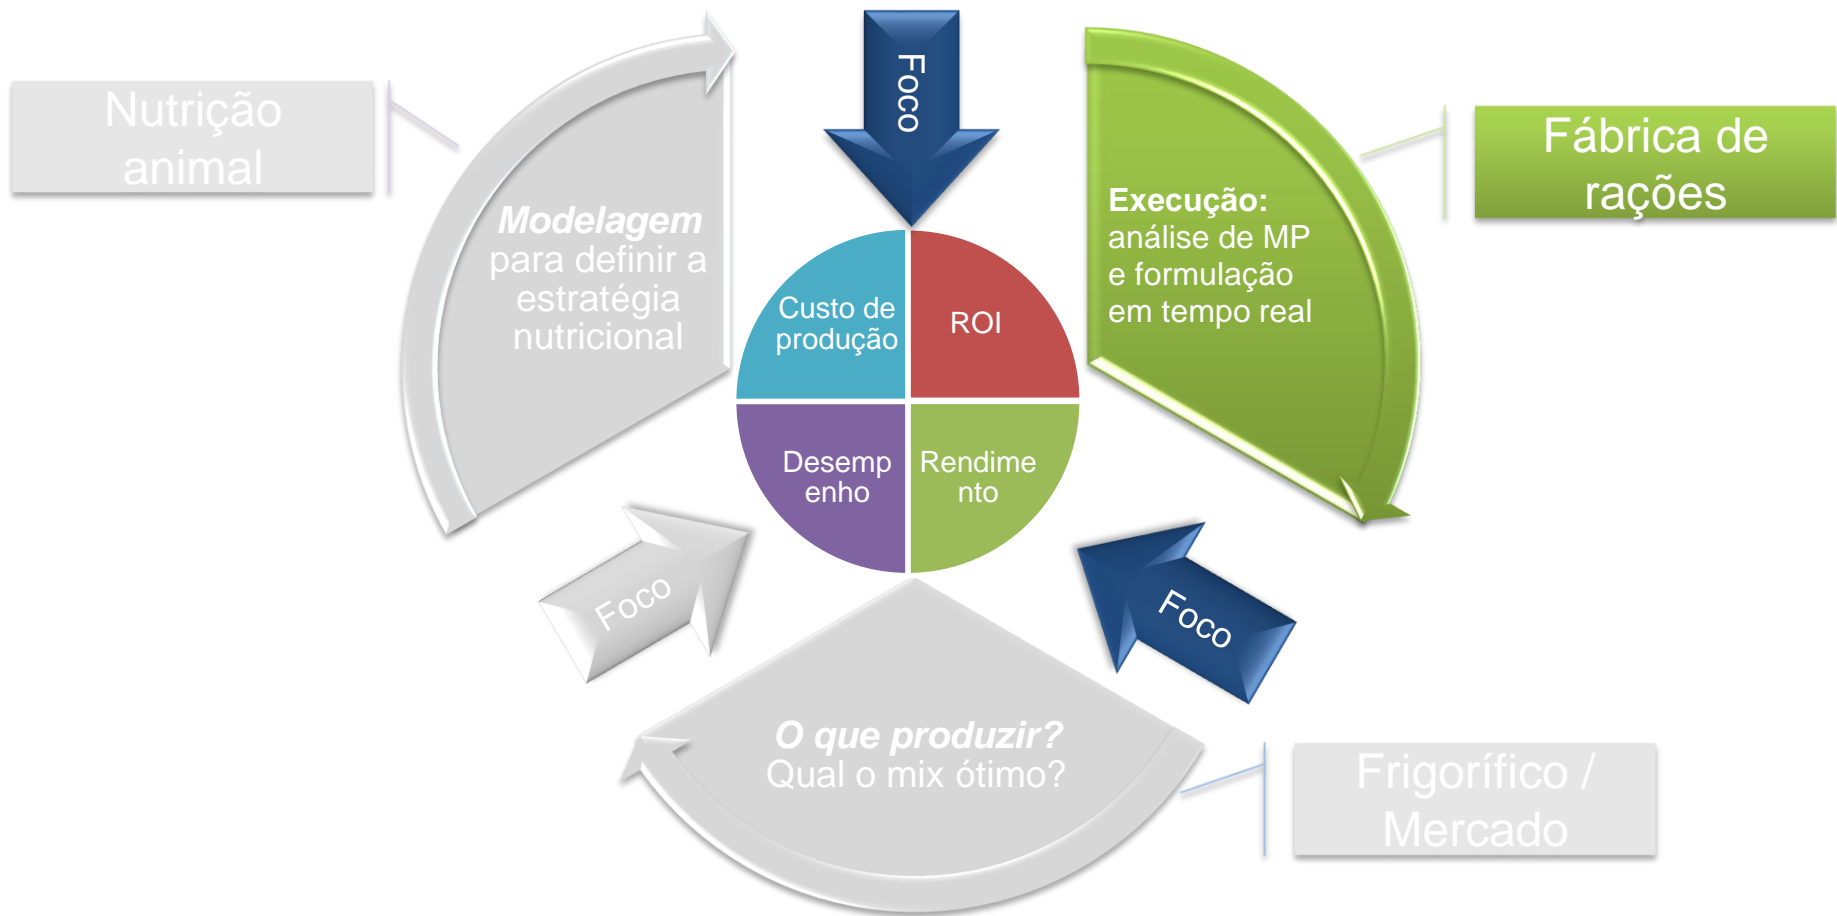 Nutrição
animal
Modelagem
para definir a
estratégia
nutricional
Foco
Execução:
análise de MP
e formulação
em tempo real
Fábrica de
rações
Custo de
produção
ROI
Desemp
enho
Rendime
nto
Foco
Foco
O que produzir?
Qual o mix ótimo?
Frigorífico /
Mercado